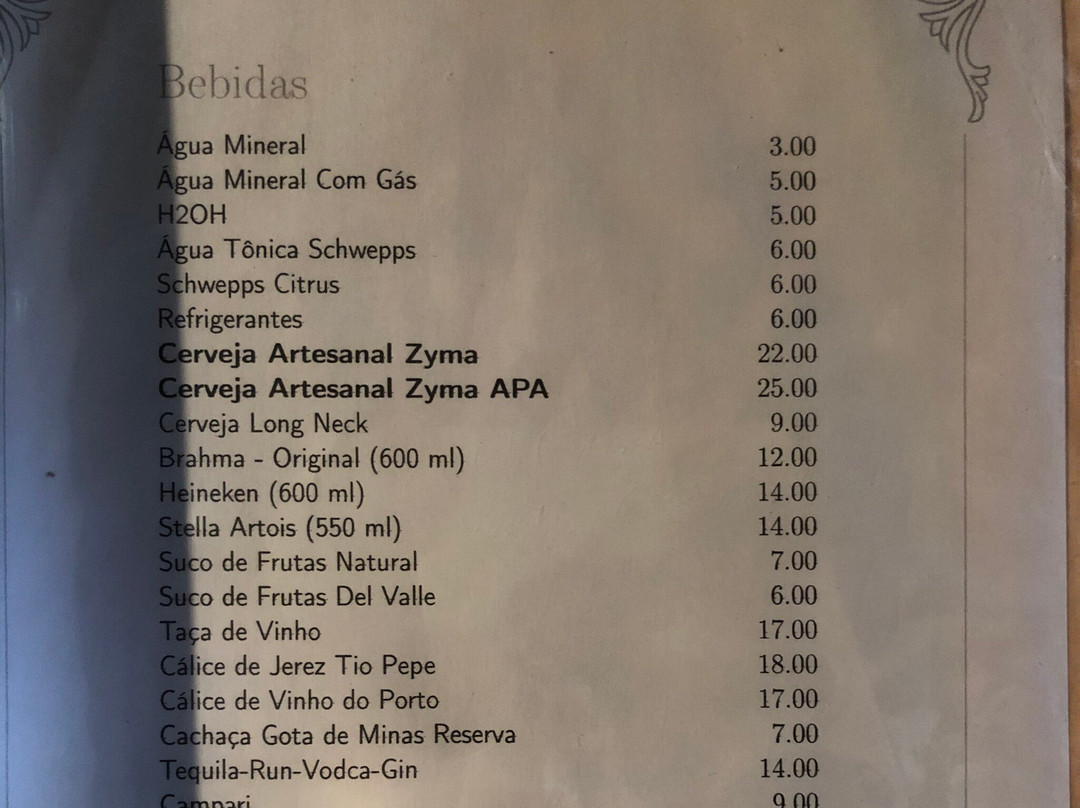 Bebidas
Água Mineral 3.00
Água Mineral Com Gás 5.00
H2OH 5.00
Água Tônica Schwepps 6.00
Schwepps Citrus 6.00
Refrigerantes 6.00
Cerveja Artesanal Zyma 22.00
Cerveja Artesanal Zyma APA 25.00
Cerveja Long Neck 9.00
Brahma - Original (600 ml) 12.00
Heineken (600 ml) 14.00
Stella Artois (550 ml) 14.00
Suco de Frutas Natural 7.00
Suco de Frutas Del Valle 6.00
Taça de Vinho 17.00
Cálice de Jerez Tio Pepe 18.00
Cálice de Vinho do Porto 17.00
Cachaça Gota de Minas Reserva 7.00
Tequila-Run-Vodca-Gin 14.00
Campari 9.00